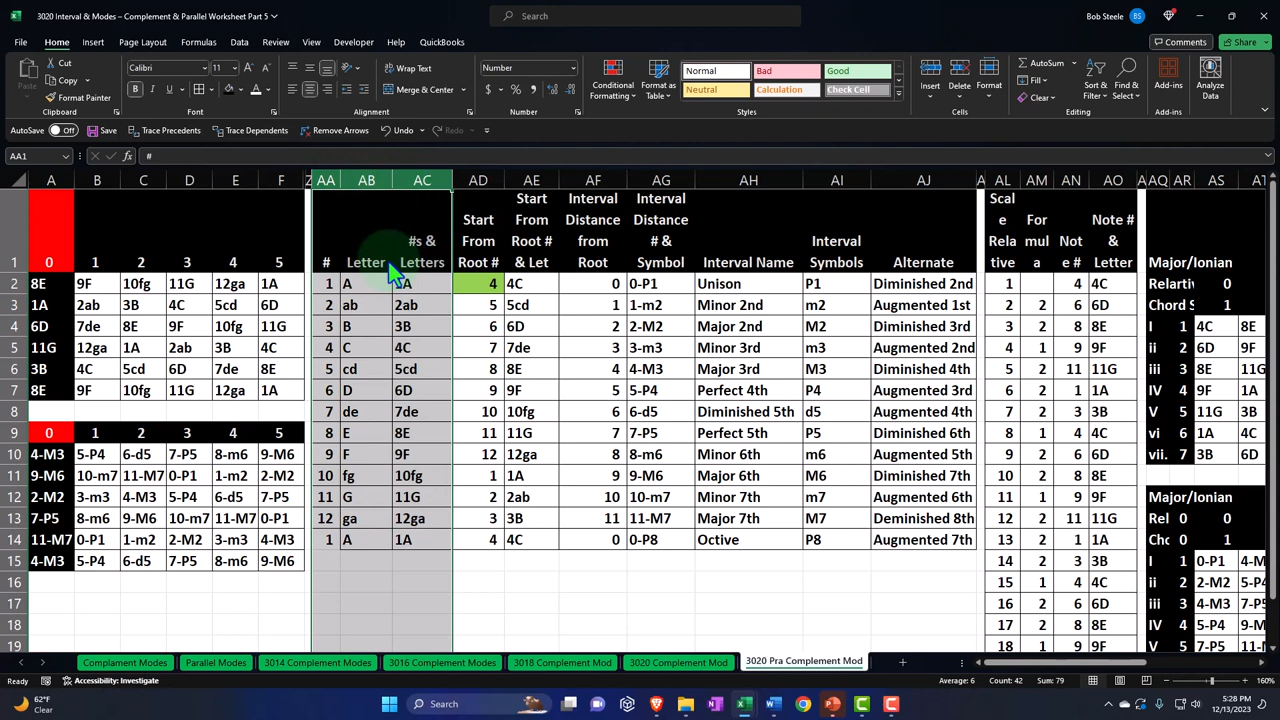 3020 Interval & Modes – Complement & Parallel Worksheet Part 5
Search
Bob Steele BS
File Home Insert Page Layout Formulas Data Review View Developer Help QuickBooks
Comments Share
Cut
Copy
Format Painter
Paste
Calibri 11
Wrap Text
Merge & Center
Number
Conditional Formatting
Format as Table
Normal Bad Good
Neutral Calculation Check Cell
Insert Delete Format
AutoSum
Fill
Clear
Sort & Filter
Find & Select
Add-ins
Analyze Data
Clipboard Font Alignment Number Styles Cells Editing Add-ins
AutoSave Off Save Trace Precedents Trace Dependents Remove Arrows Undo
AA1 fx #
A B C D E F AA AB AC AD AE AF AG AH AI AJ AL AM AN AO AQ AR AS AT
1 0 1 2 3 4 5 # Letter #s & Letters Start From Root # Start From Root # & Let Interval Distance from Root Interval Distance # & Symbol Interval Name Interval Symbols Alternate Scale Relative Formula Note # Note # & Letter Major/Ionian
2 8E 9F 10fg 11G 12ga 1A 1 A 1A 4 4C 0 0-P1 Unison P1 Diminished 2nd 1 4 4C Relartiv 0
3 1A 2ab 3B 4C 5cd 6D 2 ab 2ab 5 5cd 1 1-m2 Minor 2nd m2 Augmented 1st 2 2 6 6D Chord S 1
4 6D 7de 8E 9F 10fg 11G 3 B 3B 6 6D 2 2-M2 Major 2nd M2 Diminished 3rd 3 2 8 8E I 1 4C 8E
5 11G 12ga 1A 2ab 3B 4C 4 C 4C 7 7de 3 3-m3 Minor 3rd m3 Augmented 2nd 4 1 9 9F ii 2 6D 9F
6 3B 4C 5cd 6D 7de 8E 5 cd 5cd 8 8E 4 4-M3 Major 3rd M3 Diminished 4th 5 2 11 11G iii 3 8E 11G
7 8E 9F 10fg 11G 12ga 1A 6 D 6D 9 9F 5 5-P4 Perfect 4th P4 Augmented 3rd 6 2 1 1A IV 4 9F 1A
8 7 de 7de 10 10fg 6 6-d5 Diminished 5th d5 Augmented 4th 7 2 3 3B V 5 11G 3B
9 0 1 2 3 4 5 8 E 8E 11 11G 7 7-P5 Perfect 5th P5 Diminished 6th 8 1 4 4C vi 6 1A 4C
10 4-M3 5-P4 6-d5 7-P5 8-m6 9-M6 9 F 9F 12 12ga 8 8-m6 Minor 6th m6 Augmented 5th 9 2 6 6D vii. 7 3B 6D
11 9-M6 10-m7 11-M7 0-P1 1-m2 2-M2 10 fg 10fg 1 1A 9 9-M6 Major 6th M6 Diminished 7th 10 2 8 8E
12 2-M2 3-m3 4-M3 5-P4 6-d5 7-P5 11 G 11G 2 2ab 10 10-m7 Minor 7th m7 Augmented 6th 11 1 9 9F Major/Ionian
13 7-P5 8-m6 9-M6 10-m7 11-M7 0-P1 12 ga 12ga 3 3B 11 11-M7 Major 7th M7 Deminished 8th 12 2 11 11G Rel 0 0
14 11-M7 0-P1 1-m2 2-M2 3-m3 4-M3 1 A 1A 4 4C 0 0-P8 Octive P8 Augmented 7th 13 2 1 1A Chc 0 1
15 4-M3 5-P4 6-d5 7-P5 8-m6 9-M6 14 2 3 3B I 1 0-P1 4-M
16 15 1 4 4C ii 2 2-M2 5-P
17 16 2 6 6D iii 3 4-M3 7-P5
18 17 2 8 8E IV 4 5-P4 9-M
19 18 1 9 9F V 5
Complament Modes Parallel Modes 3014 Complement Modes 3016 Complement Modes 3018 Complement Mod 3020 Complement Mod 3020 Pra Complement Mod
Ready Accessibility: Investigate Average: 6 Count: 42 Sum: 79 160%
62°F
Clear
Search
5:28 PM
12/13/2023